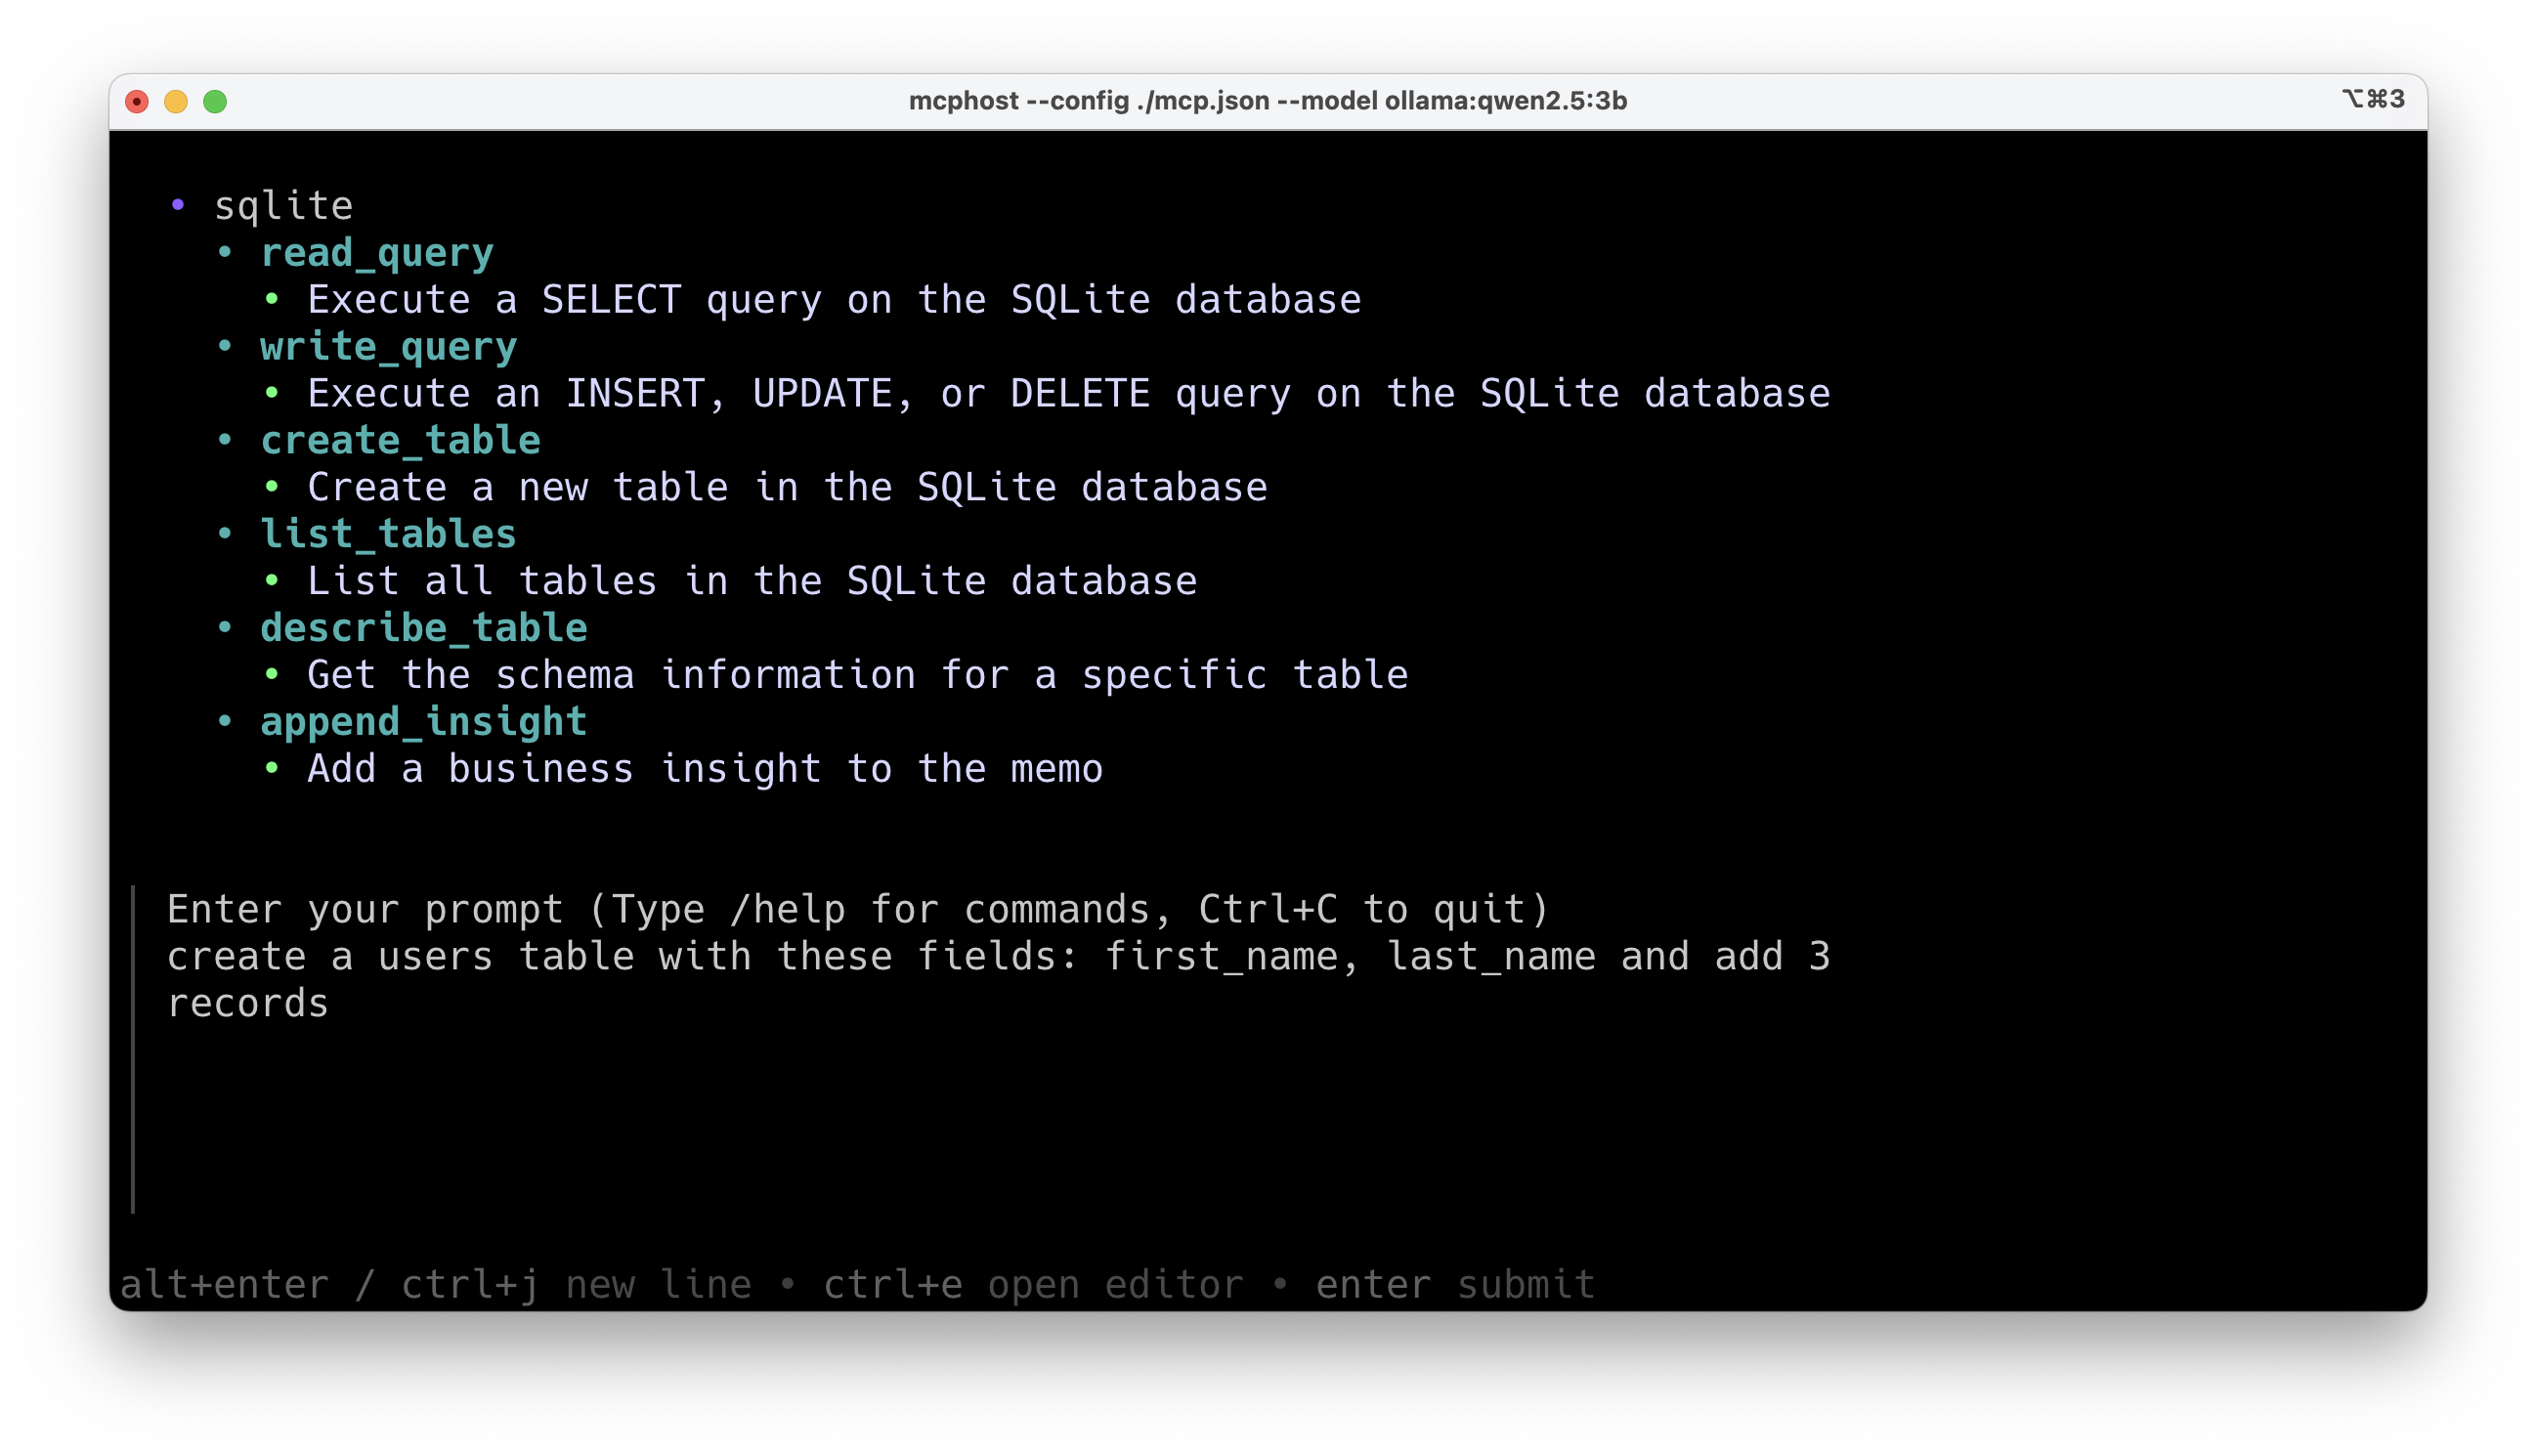 mcphost --config ./mcp.json --model ollama:qwen2.5:3b ⌥⌘3
• sqlite
• read_query
• Execute a SELECT query on the SQLite database
• write_query
• Execute an INSERT, UPDATE, or DELETE query on the SQLite database
• create_table
• Create a new table in the SQLite database
• list_tables
• List all tables in the SQLite database
• describe_table
• Get the schema information for a specific table
• append_insight
• Add a business insight to the memo
Enter your prompt (Type /help for commands, Ctrl+C to quit)
create a users table with these fields: first_name, last_name and add 3
records
alt+enter / ctrl+j new line • ctrl+e open editor • enter submit